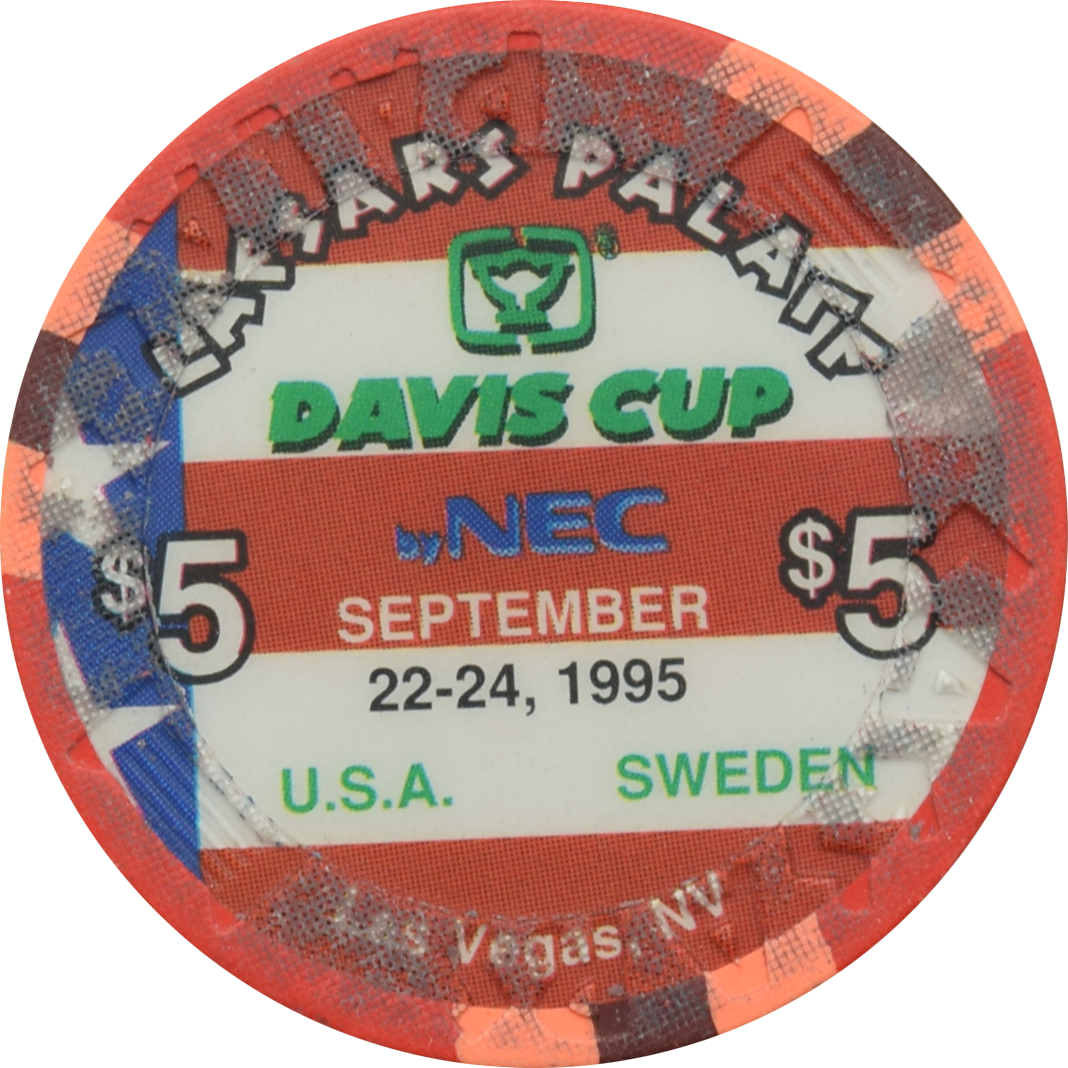 CAESARS PALACE
®
DAVIS CUP
by NEC
$5 $5
SEPTEMBER
22-24, 1995
U.S.A. SWEDEN
Las Vegas, NV